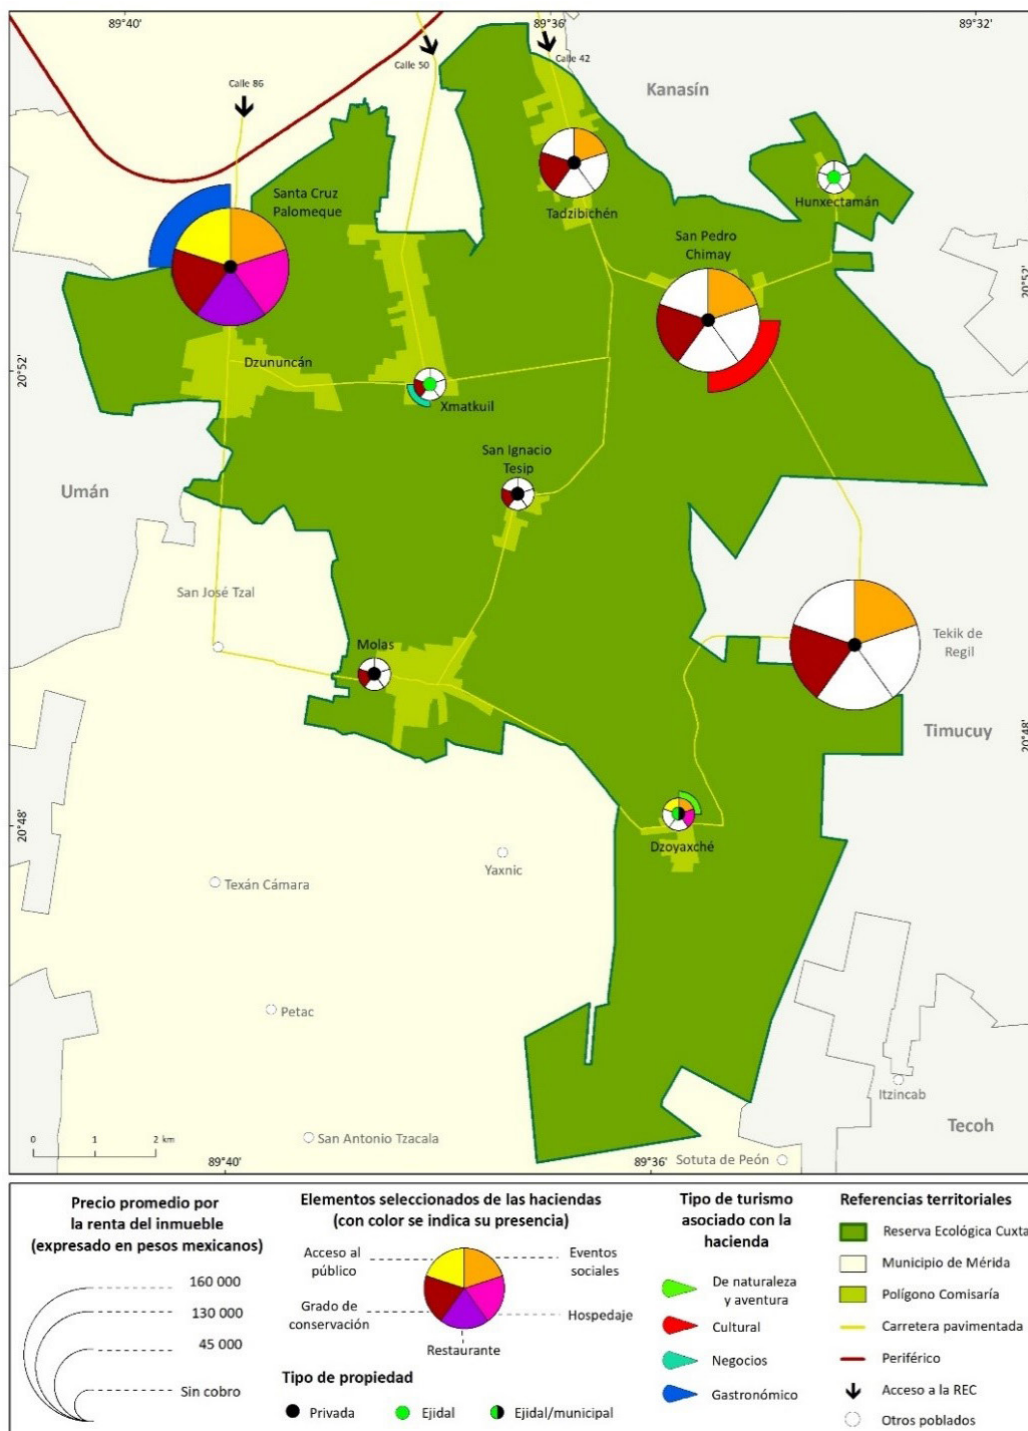 89°40'
89°36'
89°32'
Calle 50
Calle 42
Calle 86
Kanasín
Santa Cruz
Palomeque
Tadzibichén
Hunxectamán
San Pedro
Chimay
20°52'
20°52'
Dzununcán
Xmatkuil
San Ignacio
Tesip
Umán
San José Tzal
Molas
Tekik de
Regil
Timucuy
20°48'
20°48'
Dzoyaxché
Yaxnic
Texán Cámara
Petac
Itzincab
Tecoh
San Antonio Tzacala
Sotuta de Peón
0 1 2 km
89°40'
89°36'
Precio promedio por
la renta del inmueble
(expresado en pesos mexicanos)
160 000
130 000
45 000
Sin cobro
Elementos seleccionados de las haciendas
(con color se indica su presencia)
Acceso al
público
Eventos
sociales
Grado de
conservación
Hospedaje
Restaurante
Tipo de propiedad
Privada
Ejidal
Ejidal/municipal
Tipo de turismo
asociado con la
hacienda
De naturaleza
y aventura
Cultural
Negocios
Gastronómico
Referencias territoriales
Reserva Ecológica Cuxta
Municipio de Mérida
Polígono Comisaría
Carretera pavimentada
Periférico
Acceso a la REC
Otros poblados